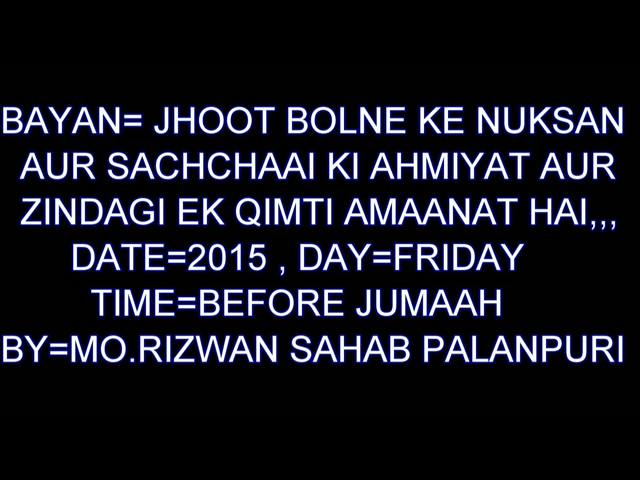 BAYAN= JHOOT BOLNE KE NUKSAN
AUR SACHCHAAI KI AHMIYAT AUR
ZINDAGI EK QIMTI AMAANAT HAI,,,
DATE=2015 , DAY=FRIDAY
TIME=BEFORE JUMAAH
BY=MO.RIZWAN SAHAB PALANPURI